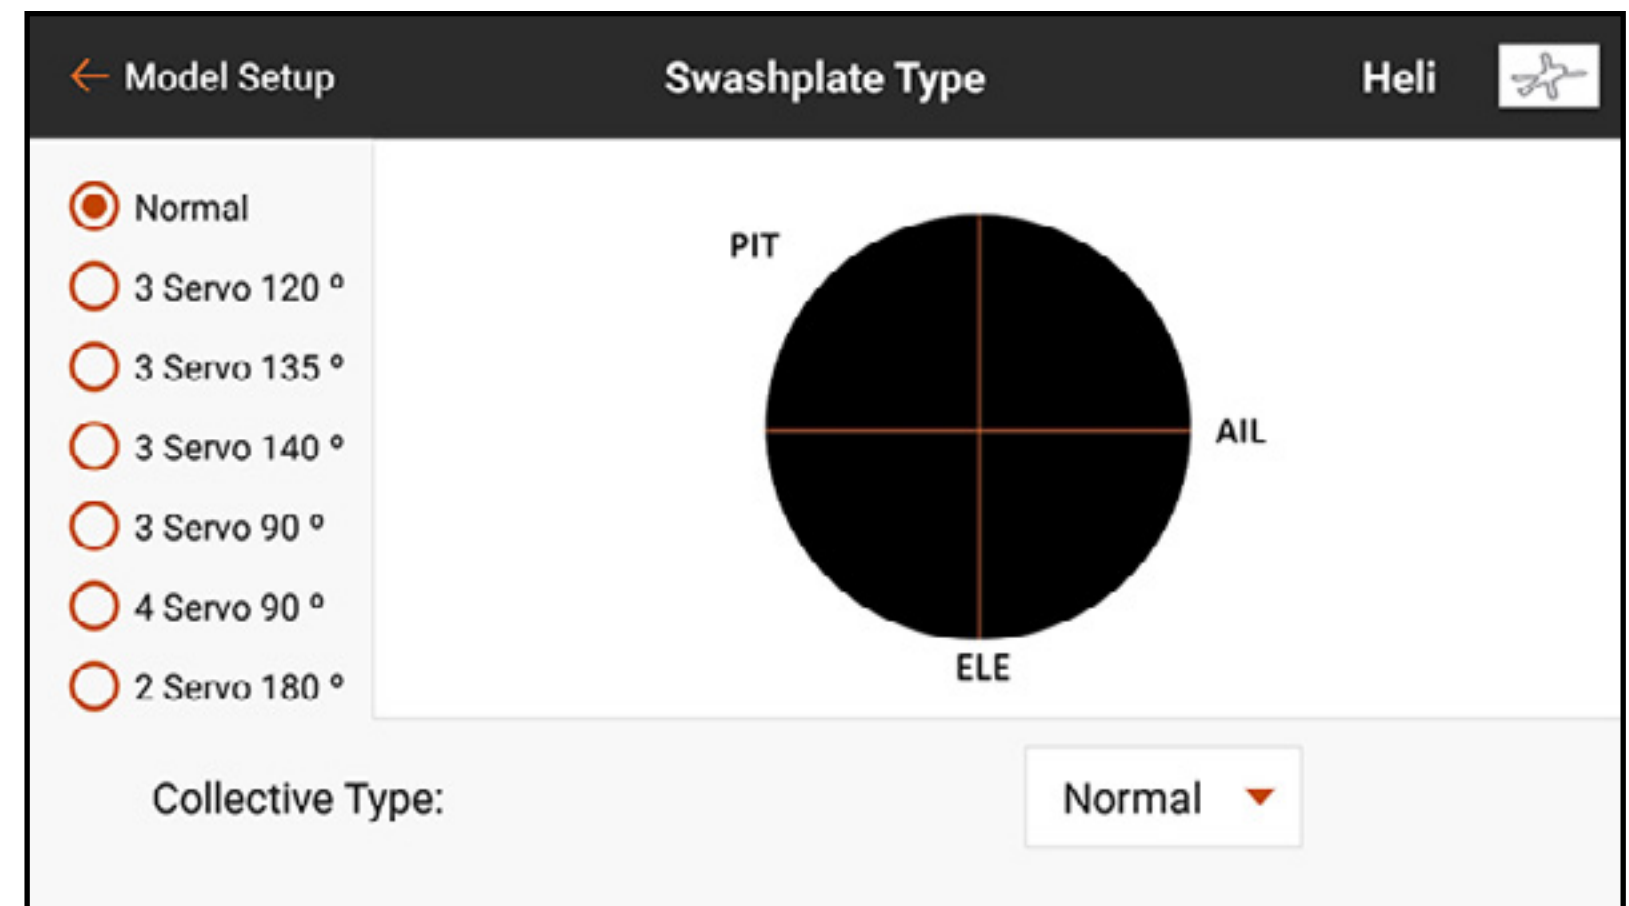 ← Model Setup
Swashplate Type
Heli
Normal
3 Servo 120 º
3 Servo 135 º
3 Servo 140 º
3 Servo 90 º
4 Servo 90 º
2 Servo 180 º
PIT
AIL
ELE
Collective Type:
Normal